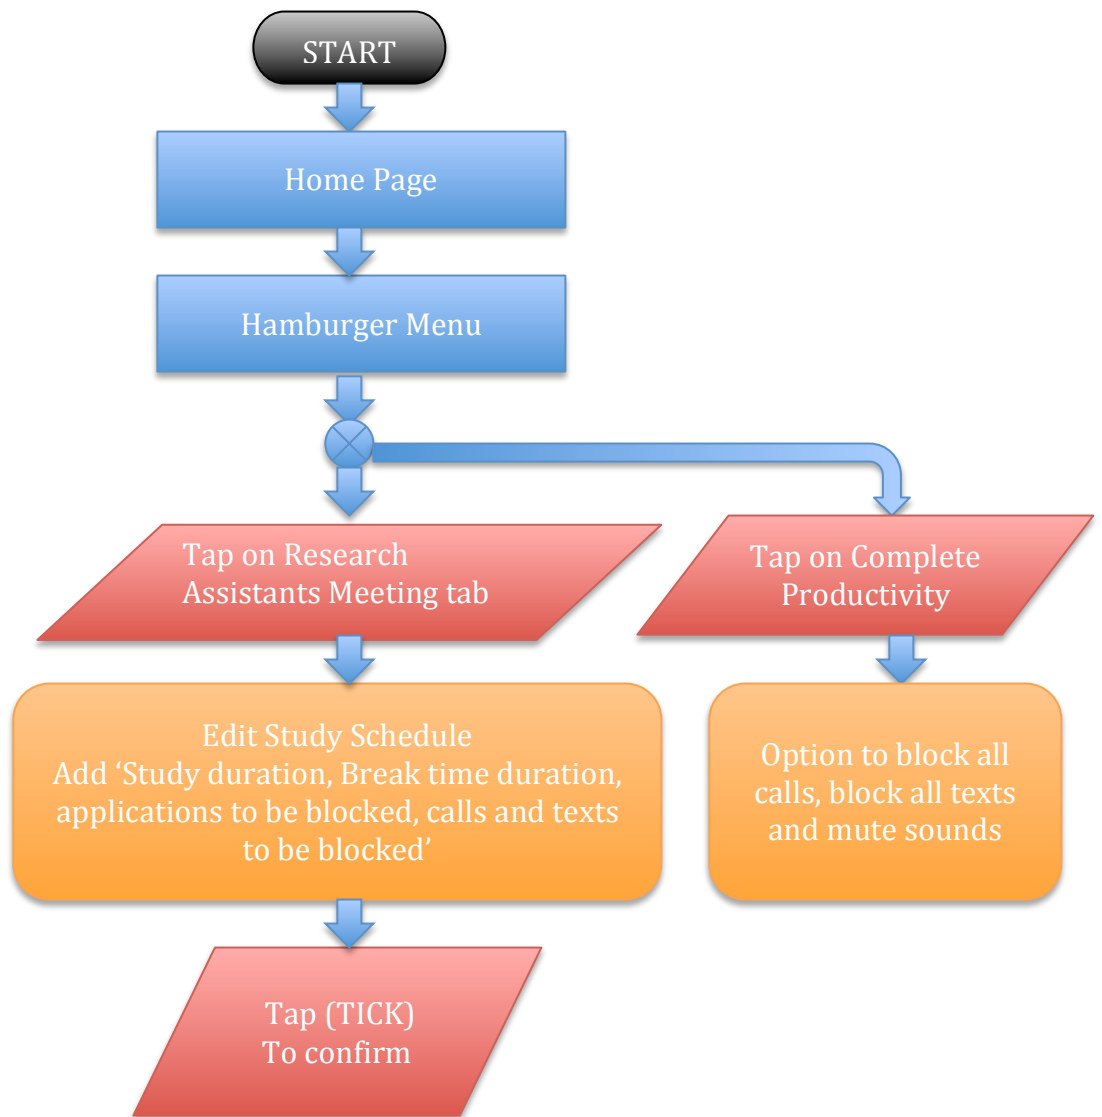 START
Home Page
Hamburger Menu
Tap on Research
Assistants Meeting tab
Tap on Complete
Productivity
Edit Study Schedule
Add ‘Study duration, Break time duration,
applications to be blocked, calls and texts
to be blocked’
Option to block all
calls, block all texts
and mute sounds
Tap (TICK)
To confirm